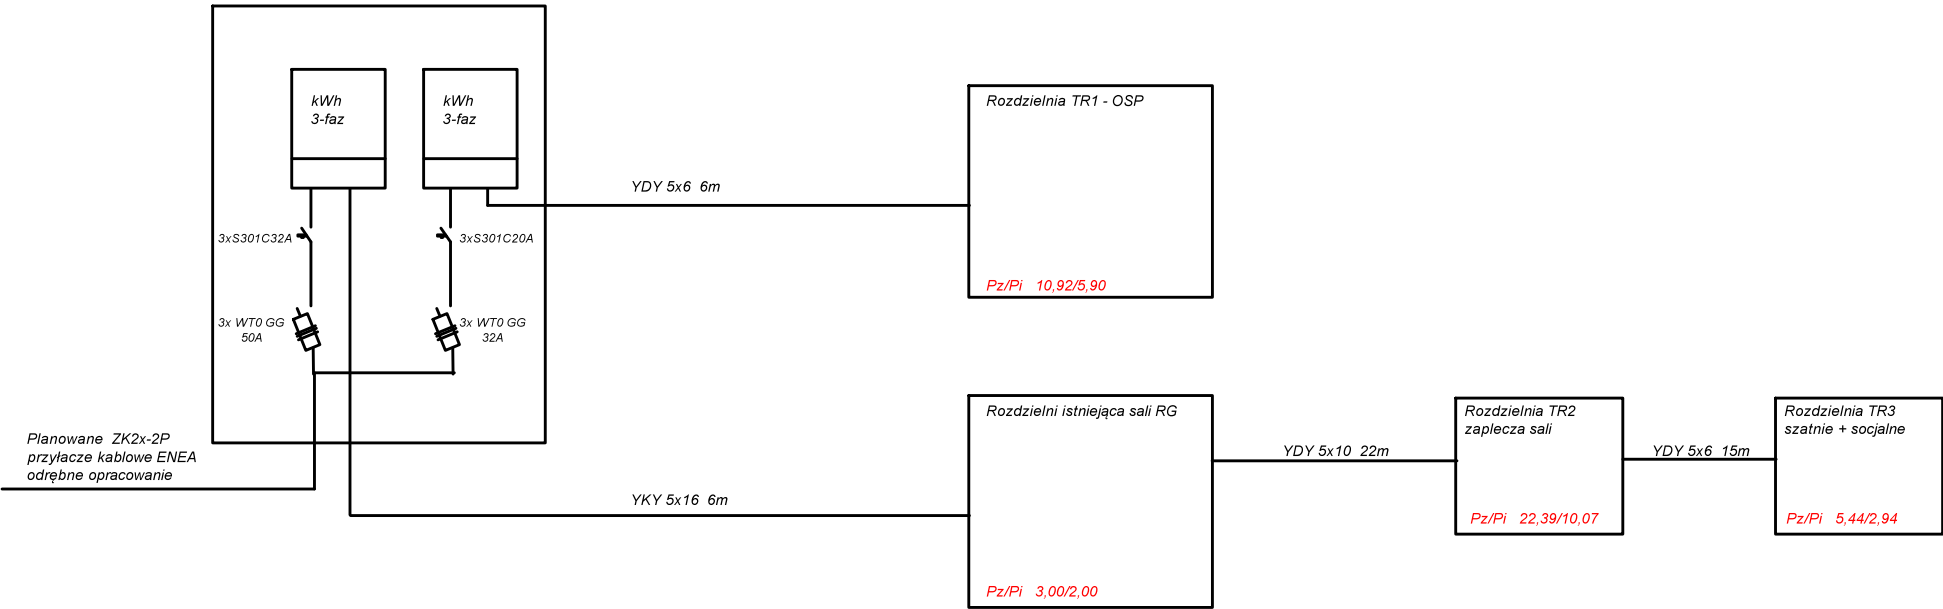 kWh
3-faz
kWh
3-faz
3xS301C32A
3xS301C20A
3x WT0 GG
50A
3x WT0 GG
32A
Planowane  ZK2x-2P
przyłacze kablowe ENEA
odrębne opracowanie
YDY 5x6  6m
Rozdzielnia TR1 - OSP
Pz/Pi   10,92/5,90
YKY 5x16  6m
Rozdzielni istniejąca sali RG
Pz/Pi   3,00/2,00
YDY 5x10  22m
Rozdzielnia TR2
zaplecza sali
Pz/Pi   22,39/10,07
YDY 5x6  15m
Rozdzielnia TR3
szatnie + socjalne
Pz/Pi   5,44/2,94